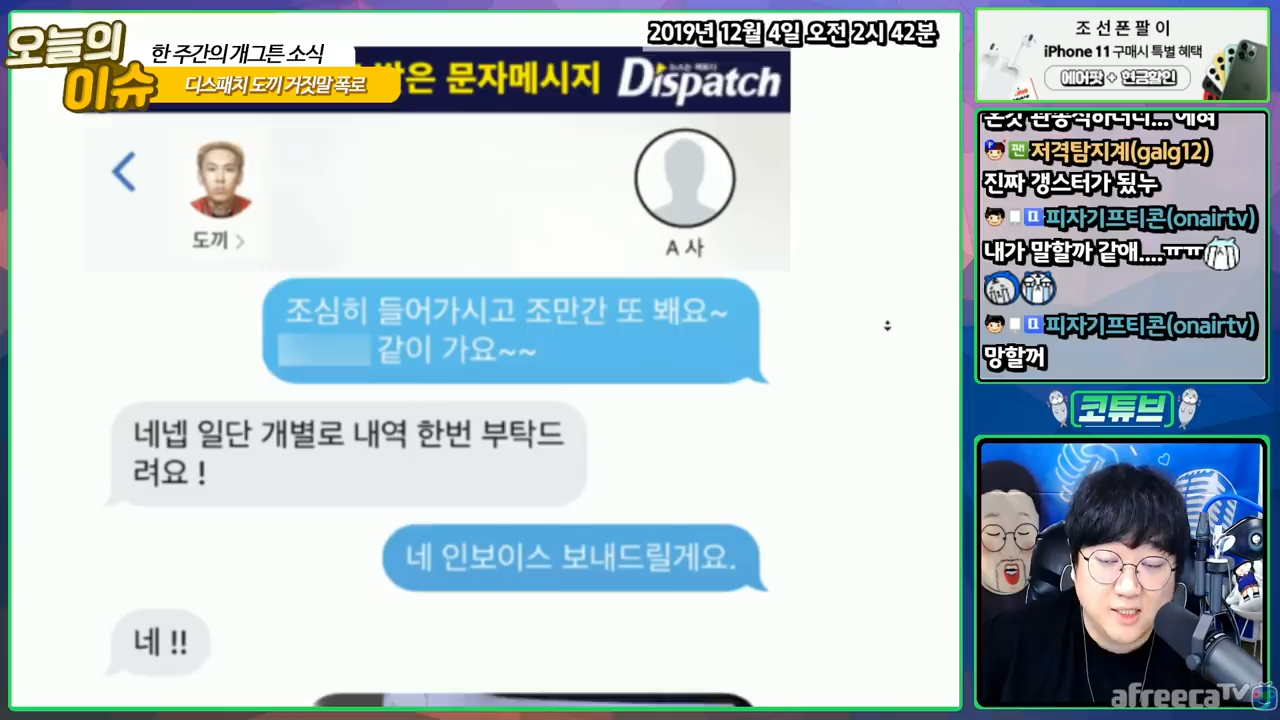 오늘의
이슈
한 주간의 개그튼 소식
디스패치 도끼 거짓말 폭로
2019년 12월 4일 오전 2시 42분
은 문자메시지
Dispatch
도끼 >
A 사
조심히 들어가시고 조만간 또 봬요~
같이 가요~~
네넵 일단 개별로 내역 한번 부탁드
려요 !
네 인보이스 보내드릴게요.
네 !!
조선폰팔이
iPhone 11 구매시 특별 혜택
에어팟 + 현금할인
팬 저격탐지계(galg12)
진짜 갱스터가 됬누
피자기프티콘(onairtv)
내가 말할까 같애....ㅠㅠ
피자기프티콘(onairtv)
망할꺼
코튜브
afreecaTV